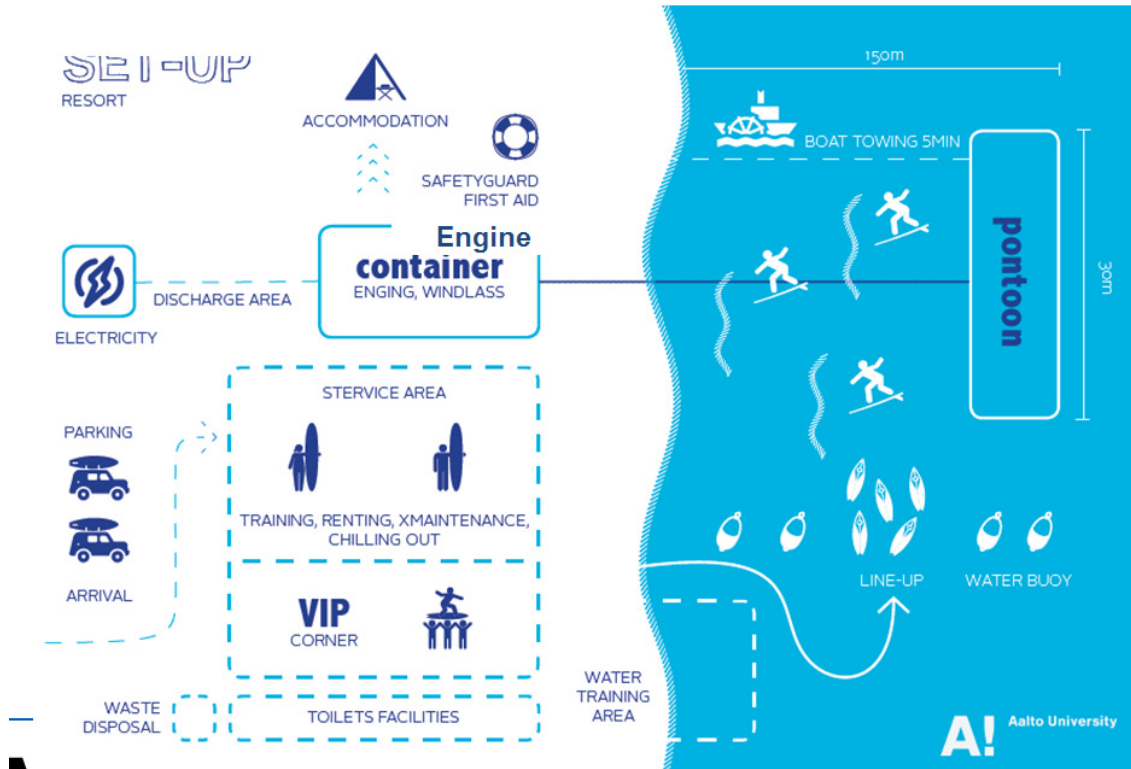 SET-UP
RESORT
ACCOMMODATION
SAFETYGUARD
FIRST AID
150m
BOAT TOWING 5MIN
Engine
container
ENGING, WINDLASS
DISCHARGE AREA
ELECTRICITY
pontoon
30m
STERVICE AREA
PARKING
TRAINING, RENTING, XMAINTENANCE,
CHILLING OUT
ARRIVAL
LINE-UP
WATER BUOY
VIP
CORNER
WATER
TRAINING
AREA
WASTE
DISPOSAL
TOILETS FACILITIES
A! Aalto University